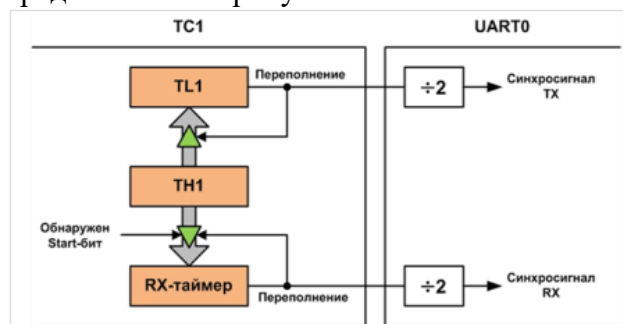 TC1
UART0
TL1
Переполнение
÷2
Синхросигнал
TX
TH1
Обнаружен
Start-бит
RX-таймер
Переполнение
÷2
Синхросигнал
RX